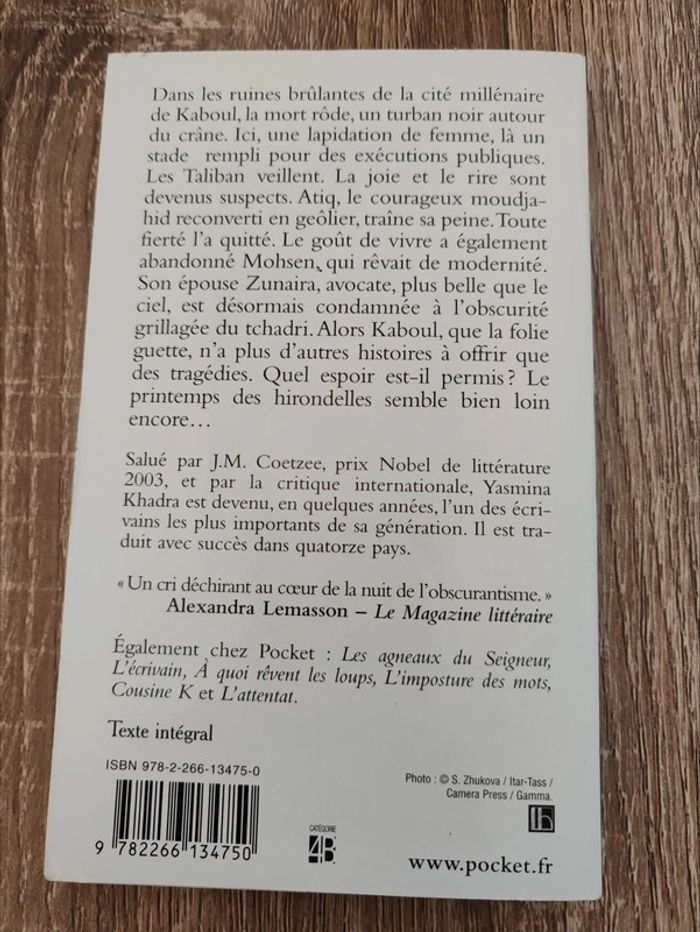 Dans les ruines brûlantes de la cité millénaire
de Kaboul, la mort rôde, un turban noir autour
du crâne. Ici, une lapidation de femme, là un
stade rempli pour des exécutions publiques.
Les Taliban veillent. La joie et le rire sont
devenus suspects. Atiq, le courageux moudja-
hid reconverti en geôlier, traîne sa peine. Toute
fierté l'a quitté. Le goût de vivre a également
abandonné Mohsen, qui rêvait de modernité.
Son épouse Zunaira, avocate, plus belle que le
ciel, est désormais condamnée à l'obscurité
grillagée du tchadri. Alors Kaboul, que la folie
guette, n'a plus d'autres histoires à offrir que
des tragédies. Quel espoir est-il permis ? Le
printemps des hirondelles semble bien loin
encore…
Salué par J.M. Coetzee, prix Nobel de littérature
2003, et par la critique internationale, Yasmina
Khadra est devenu, en quelques années, l'un des écri-
vains les plus importants de sa génération. Il est tra-
duit avec succès dans quatorze pays.
« Un cri déchirant au cœur de la nuit de l'obscurantisme. »
Alexandra Lemasson – Le Magazine littéraire
Également chez Pocket : Les agneaux du Seigneur,
L'écrivain, À quoi rêvent les loups, L'imposture des mots,
Cousine K et L'attentat.
Texte intégral
ISBN 978-2-266-13475-0
9 782266 134750
CATÉGORIE
4B
Photo : © S. Zhukova / Itar-Tass /
Camera Press / Gamma.
www.pocket.fr